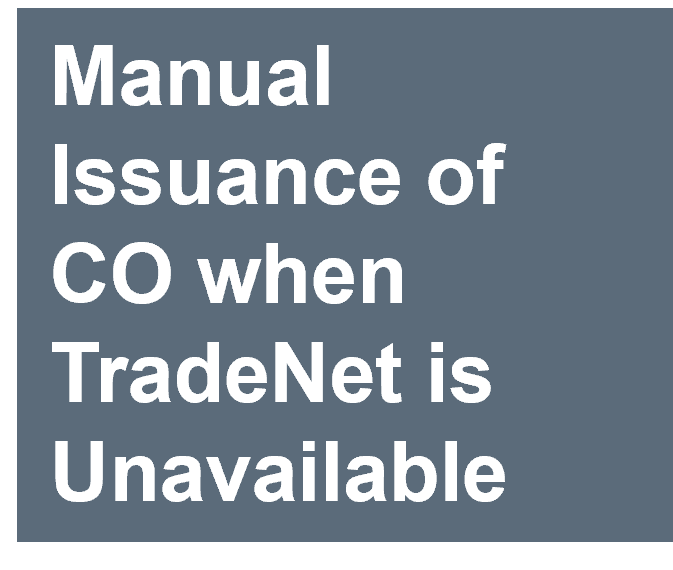 Manual
Issuance of
CO when
TradeNet is
Unavailable